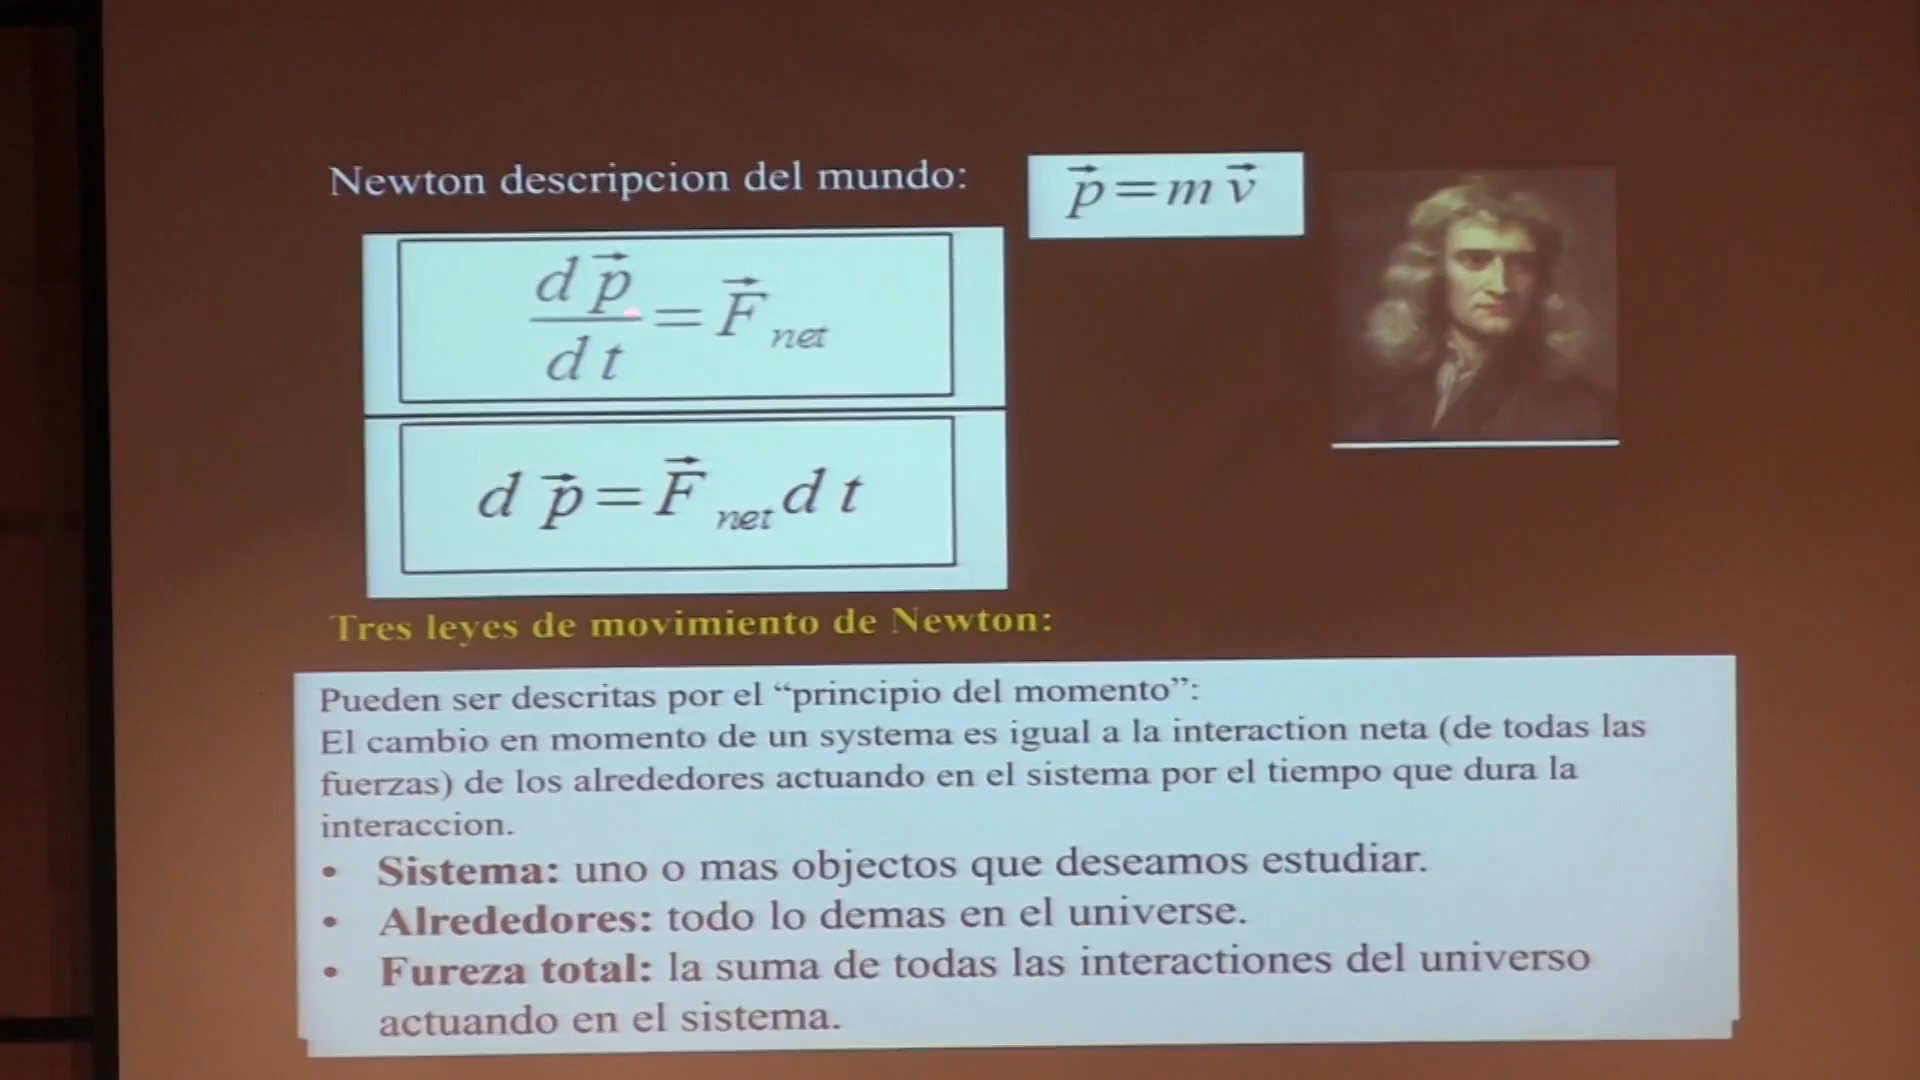 Newton descripcion del mundo:
p⃗ = m v⃗
d p⃗ / d t = F⃗ net
d p⃗ = F⃗ net d t
Tres leyes de movimiento de Newton:
Pueden ser descritas por el “principio del momento”:
El cambio en momento de un systema es igual a la interaction neta (de todas las
fuerzas) de los alrededores actuando en el sistema por el tiempo que dura la
interaccion.
• Sistema: uno o mas objectos que deseamos estudiar.
• Alrededores: todo lo demas en el universe.
• Fureza total: la suma de todas las interactiones del universo
actuando en el sistema.